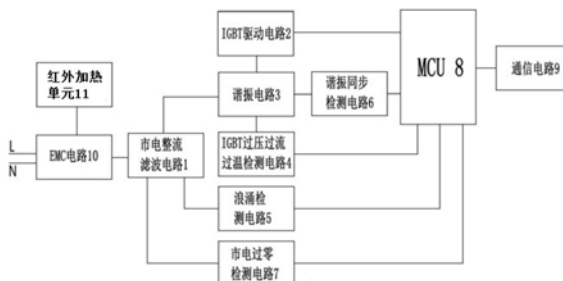 IGBT驱动电路2
MCU 8
通信电路9
红外加热
单元11
谐振电路3
谐振同步
检测电路6
L
N
EMC电路10
市电整流
滤波电路1
IGBT过压过流
过温检测电路4
浪涌检
测电路5
市电过零
检测电路7